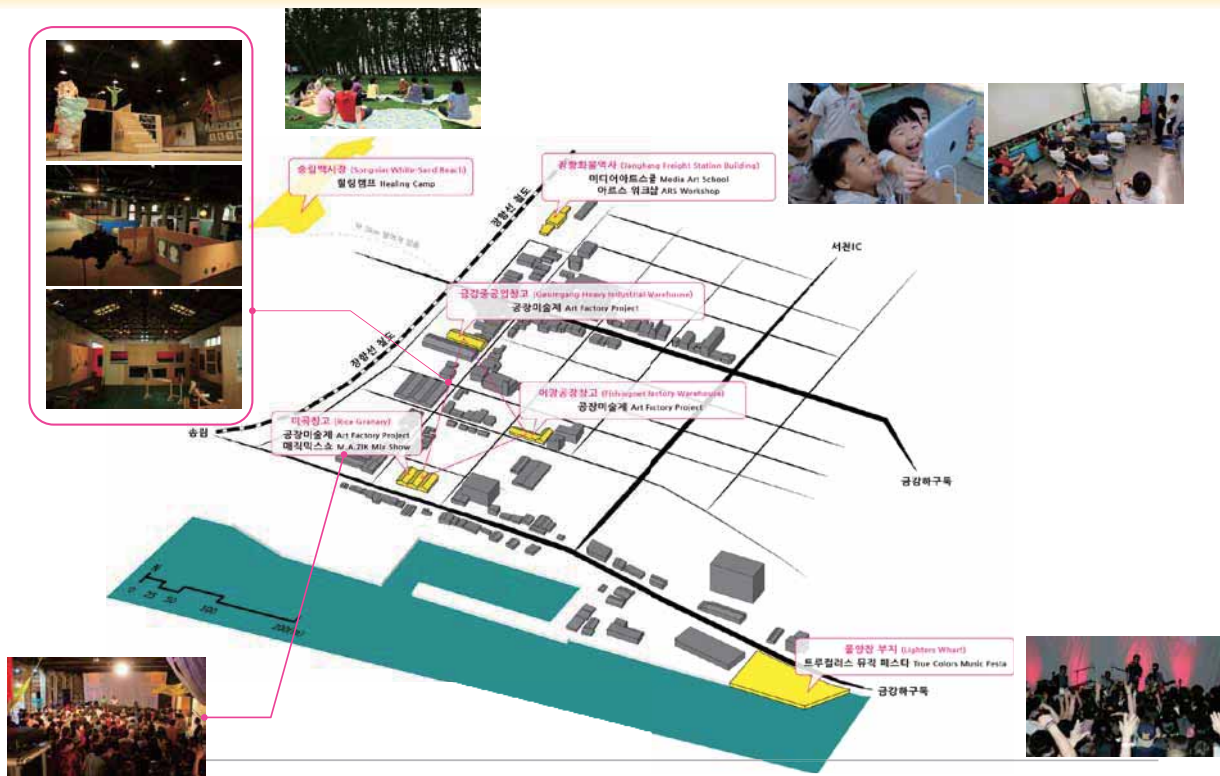 송림백사장 (Songnim White-Sand Beach)
힐링캠프 Healing Camp
장항화물역사 (Janghang Freight Station Building)
미디어아트스쿨 Media Art School
아르스 워크샵 ARS Workshop
장항선 철도
서천IC
금강중공업창고 (Geumgang Heavy Industrial Warehouse)
공장미술제 Art Factory Project
장항선 철도
어망공장창고 (Fishingnet factory Warehouse)
공장미술제 Art Factory Project
미곡창고 (Rice Granary)
공장미술제 Art Factory Project
매직믹스쇼 M.A.ZIK Mix Show
송림
금강하구둑
N
0 25 50 100 200(m)
물양장 부지 (Lighters Wharf)
트루컬러스 뮤직 페스타 True Colors Music Festa
금강하구둑